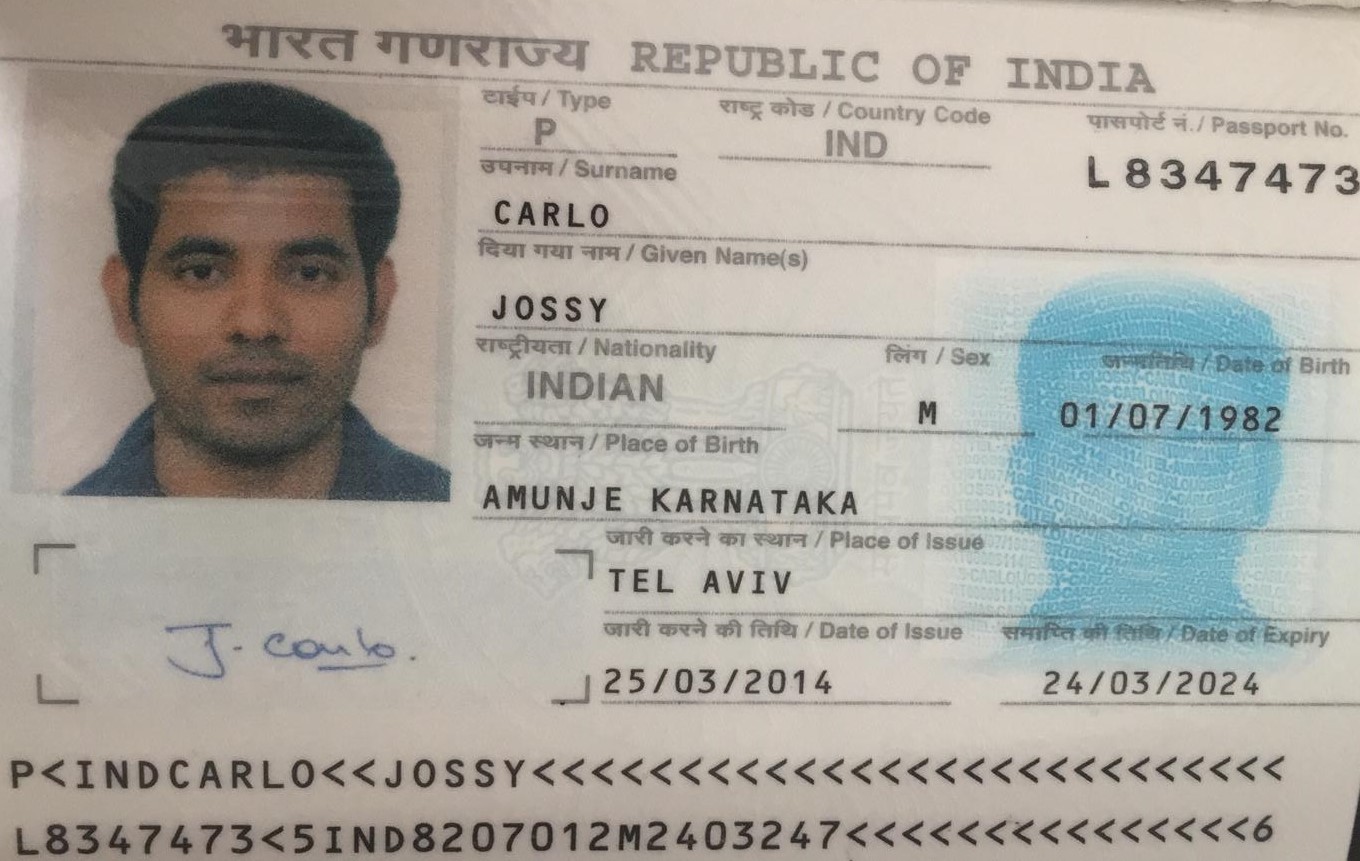 भारत गणराज्य REPUBLIC OF INDIA
टाईप / Type राष्ट्र कोड / Country Code पासपोर्ट नं./ Passport No.
P IND L 8347473
उपनाम / Surname
CARLO
दिया गया नाम / Given Name(s)
JOSSY
राष्ट्रीयता / Nationality लिंग / Sex जन्मतिथि / Date of Birth
INDIAN M 01/07/1982
जन्म स्थान / Place of Birth
AMUNJE KARNATAKA
जारी करने का स्थान / Place of Issue
TEL AVIV
जारी करने की तिथि / Date of Issue समाप्ति की तिथि / Date of Expiry
25/03/2014 24/03/2024
J. Carlo.
P<INDCARLO<<JOSSY<<<<<<<<<<<<<<<<<<<<<<<<<<<
L8347473<5IND8207012M2403247<<<<<<<<<<<<<<<6